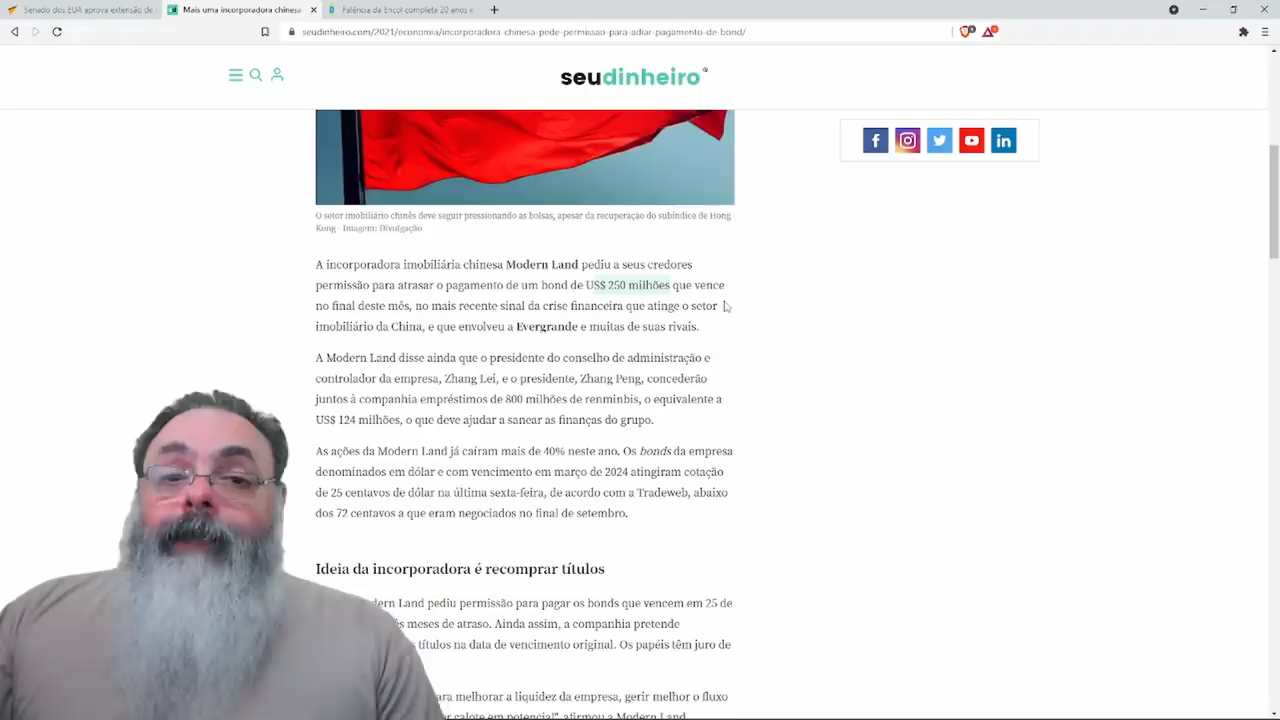 Senado dos EUA aprova extensão de
Mais uma incorporadora chinesa
Falência da Encol completa 20 anos e
seudinheiro.com/2021/economia/incorporadora-chinesa-pede-permissao-para-adiar-pagamento-de-bond/
seudinheiro
O setor imobiliário chinês deve seguir pressionando as bolsas, apesar da recuperação do subíndice de Hong
Kong - Imagem: Divulgação
A incorporadora imobiliária chinesa Modern Land pediu a seus credores
permissão para atrasar o pagamento de um bond de US$ 250 milhões que vence
no final deste mês, no mais recente sinal da crise financeira que atinge o setor
imobiliário da China, e que envolveu a Evergrande e muitas de suas rivais.
A Modern Land disse ainda que o presidente do conselho de administração e
controlador da empresa, Zhang Lei, e o presidente, Zhang Peng, concederão
juntos à companhia empréstimos de 800 milhões de renminbis, o equivalente a
US$ 124 milhões, o que deve ajudar a sanear as finanças do grupo.
As ações da Modern Land já caíram mais de 40% neste ano. Os bonds da empresa
denominados em dólar e com vencimento em março de 2024 atingiram cotação
de 25 centavos de dólar na última sexta-feira, de acordo com a Tradeweb, abaixo
dos 72 centavos a que eram negociados no final de setembro.
Ideia da incorporadora é recomprar títulos
Land pediu permissão para pagar os bonds que vencem em 25 de
meses de atraso. Ainda assim, a companhia pretende
títulos na data de vencimento original. Os papéis têm juro de
para melhorar a liquidez da empresa, gerir melhor o fluxo
calote em potencial", afirmou a Modern Land